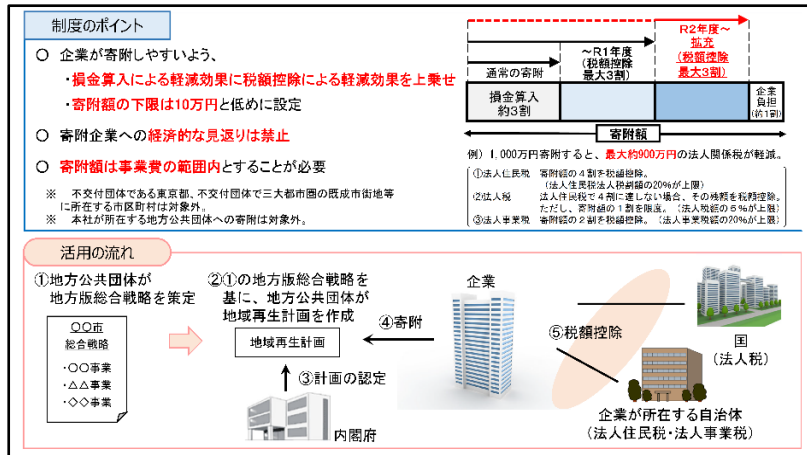 制度のポイント
○ 企業が寄附しやすいよう、
・損金算入による軽減効果に税額控除による軽減効果を上乗せ
・寄附額の下限は10万円と低めに設定
○ 寄附企業への経済的な見返りは禁止
○ 寄附額は事業費の範囲内とすることが必要
※ 不交付団体である東京都、不交付団体で三大都市圏の既成市街地等
に所在する市区町村は対象外。
※ 本社が所在する地方公共団体への寄附は対象外。
通常の寄附
~R1年度
(税額控除
最大3割)
R2年度~
拡充
(税額控除
最大3割)
損金算入
約3割
企業
負担
(約1割)
寄附額
例) 1,000万円寄附すると、最大約900万円の法人関係税が軽減。
①法人住民税 寄附額の4割を税額控除。
(法人住民税法人税割額の20%が上限)
②法人税 法人住民税で4割に達しない場合、その残額を税額控除。
ただし、寄附額の1割を限度。(法人税額の5%が上限)
③法人事業税 寄附額の2割を税額控除。(法人事業税額の20%が上限)
活用の流れ
①地方公共団体が
地方版総合戦略を策定
○○市
総合戦略
・○○事業
・△△事業
・◇◇事業
②①の地方版総合戦略を
基に、地方公共団体が
地域再生計画を作成
地域再生計画
③計画の認定
内閣府
④寄附
企業
⑤税額控除
国
(法人税)
企業が所在する自治体
(法人住民税・法人事業税)